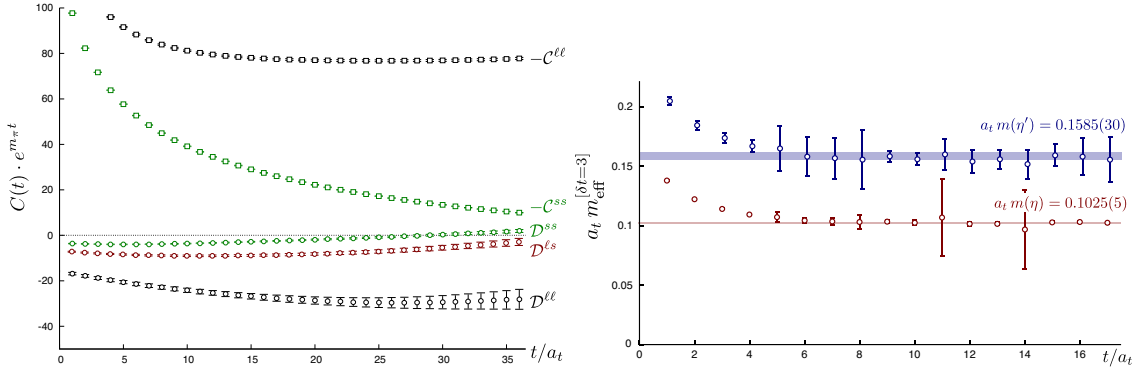 100
80
60
40
20
0
-20
-40
C(t) · e^{m_π t}
0
5
10
15
20
25
30
35
t/a_t
−𝒞^{ℓℓ}
−𝒞^{ss}
𝒟^{ss}
𝒟^{ℓs}
𝒟^{ℓℓ}
0.2
0.15
0.1
0.05
0
a_t m_eff^{[δt=3]}
a_t m(η′) = 0.1585(30)
a_t m(η) = 0.1025(5)
0
2
4
6
8
10
12
14
16
t/a_t